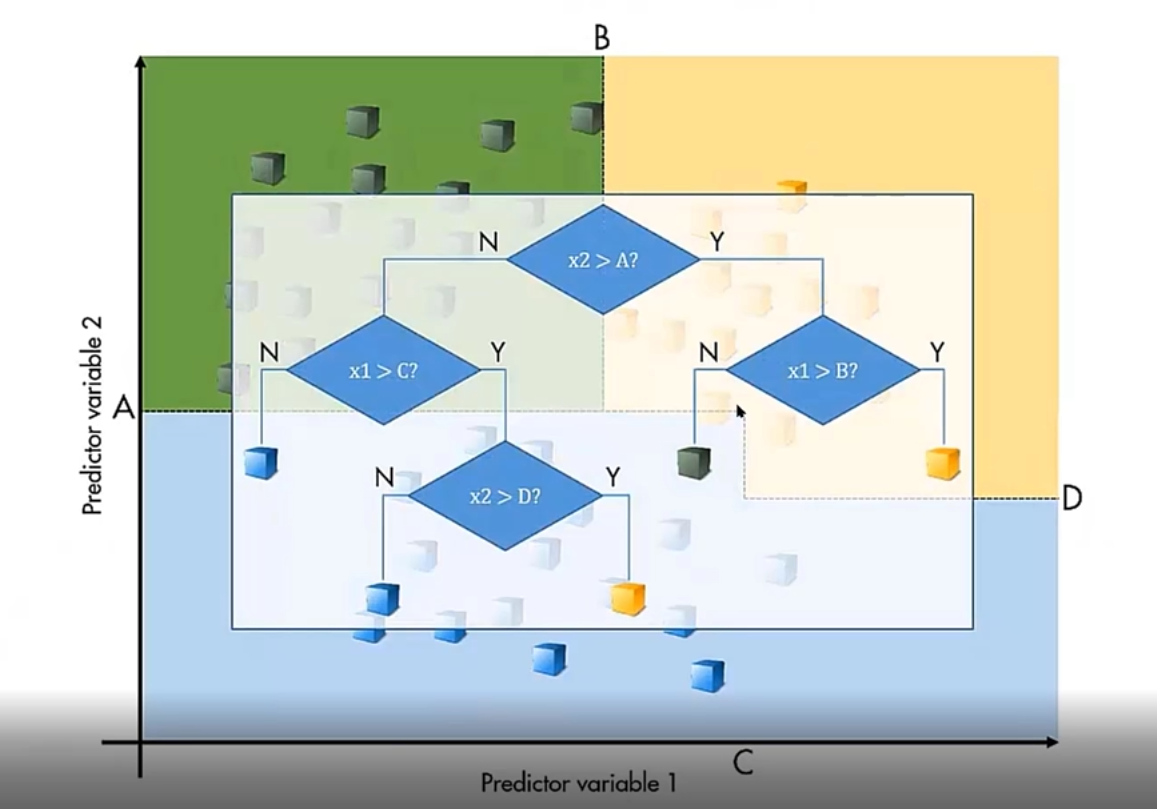 B
N
Y
x2 > A?
N
Y
N
Y
x1 > C?
x1 > B?
Predictor variable 2
A
N
Y
x2 > D?
D
C
Predictor variable 1